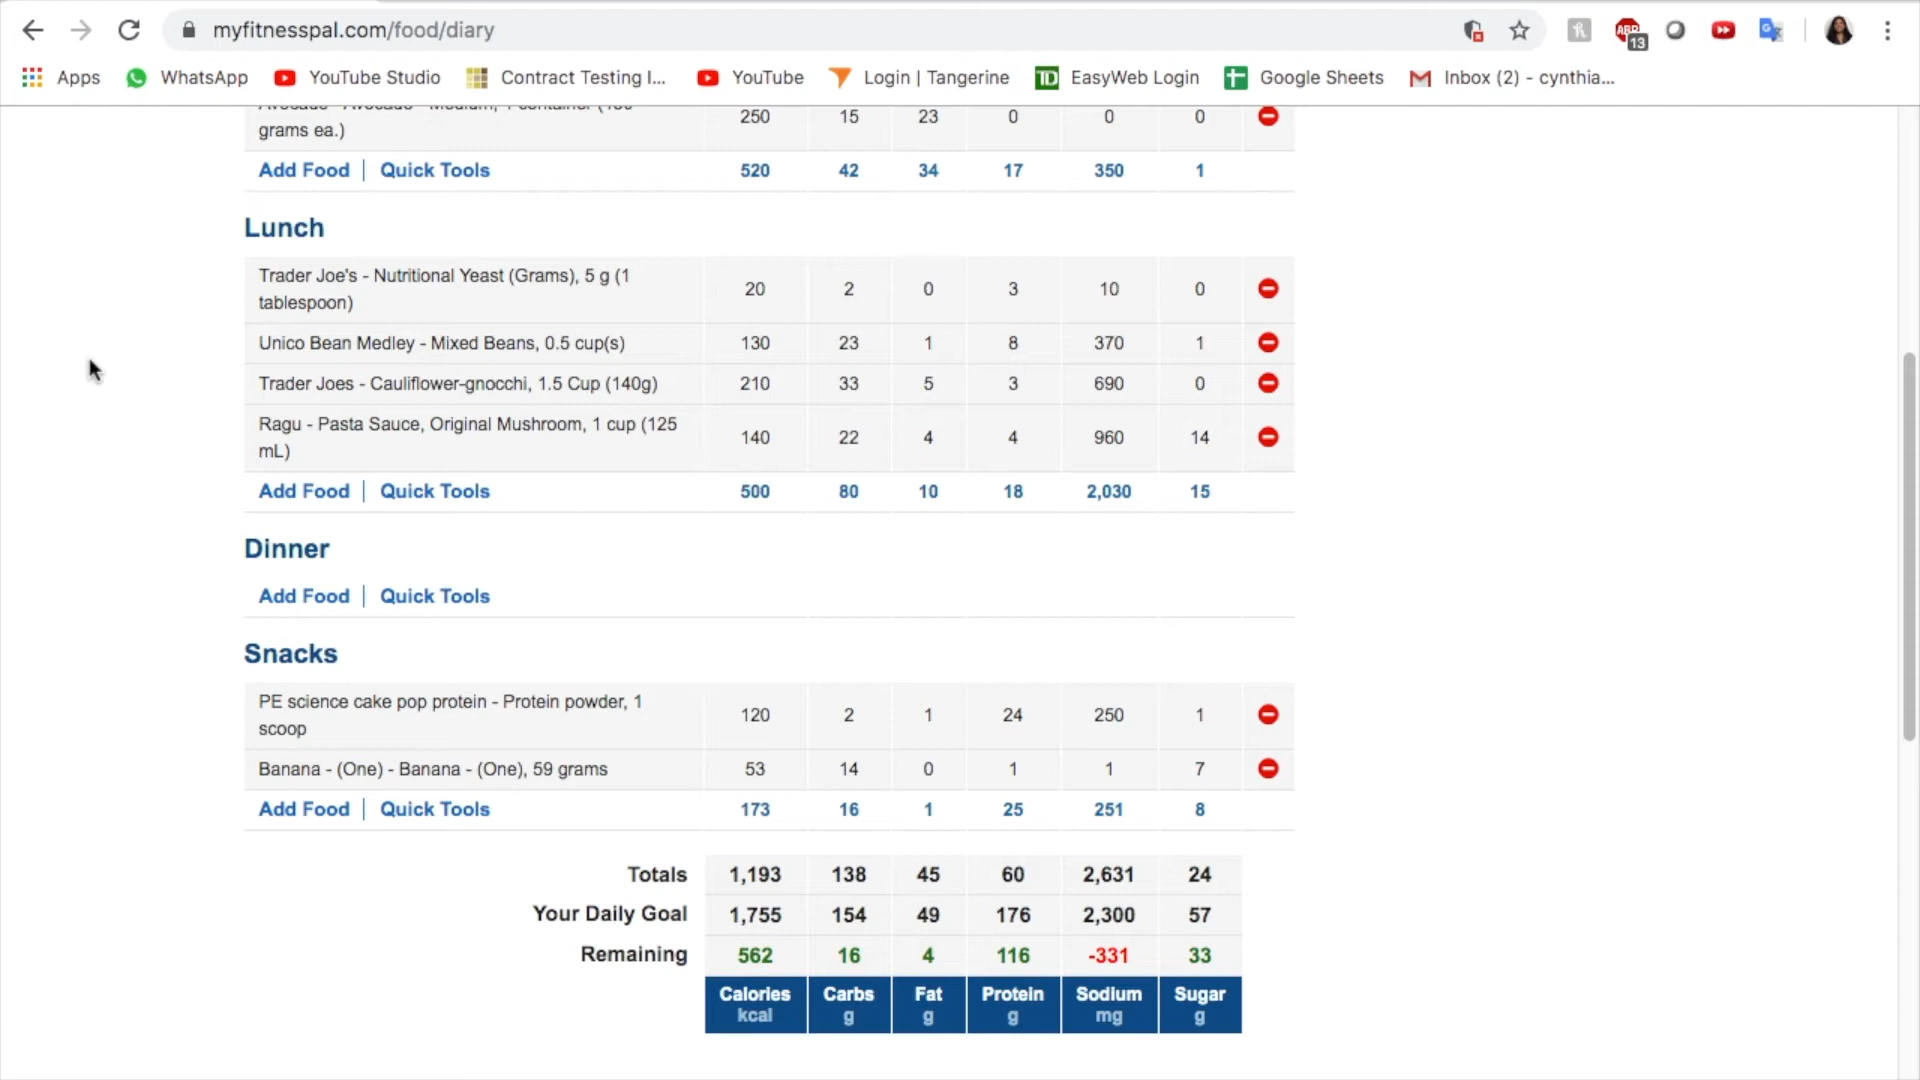 myfitnesspal.com/food/diary
13
Apps WhatsApp YouTube Studio Contract Testing I... YouTube Login | Tangerine EasyWeb Login Google Sheets Inbox (2) - cynthia...
grams ea.) 250 15 23 0 0 0
Add Food | Quick Tools 520 42 34 17 350 1
Lunch
Trader Joe's - Nutritional Yeast (Grams), 5 g (1
tablespoon) 20 2 0 3 10 0
Unico Bean Medley - Mixed Beans, 0.5 cup(s) 130 23 1 8 370 1
Trader Joes - Cauliflower-gnocchi, 1.5 Cup (140g) 210 33 5 3 690 0
Ragu - Pasta Sauce, Original Mushroom, 1 cup (125
mL) 140 22 4 4 960 14
Add Food | Quick Tools 500 80 10 18 2,030 15
Dinner
Add Food | Quick Tools
Snacks
PE science cake pop protein - Protein powder, 1
scoop 120 2 1 24 250 1
Banana - (One) - Banana - (One), 59 grams 53 14 0 1 1 7
Add Food | Quick Tools 173 16 1 25 251 8
Totals 1,193 138 45 60 2,631 24
Your Daily Goal 1,755 154 49 176 2,300 57
Remaining 562 16 4 116 -331 33
Calories Carbs Fat Protein Sodium Sugar
kcal g g g mg g